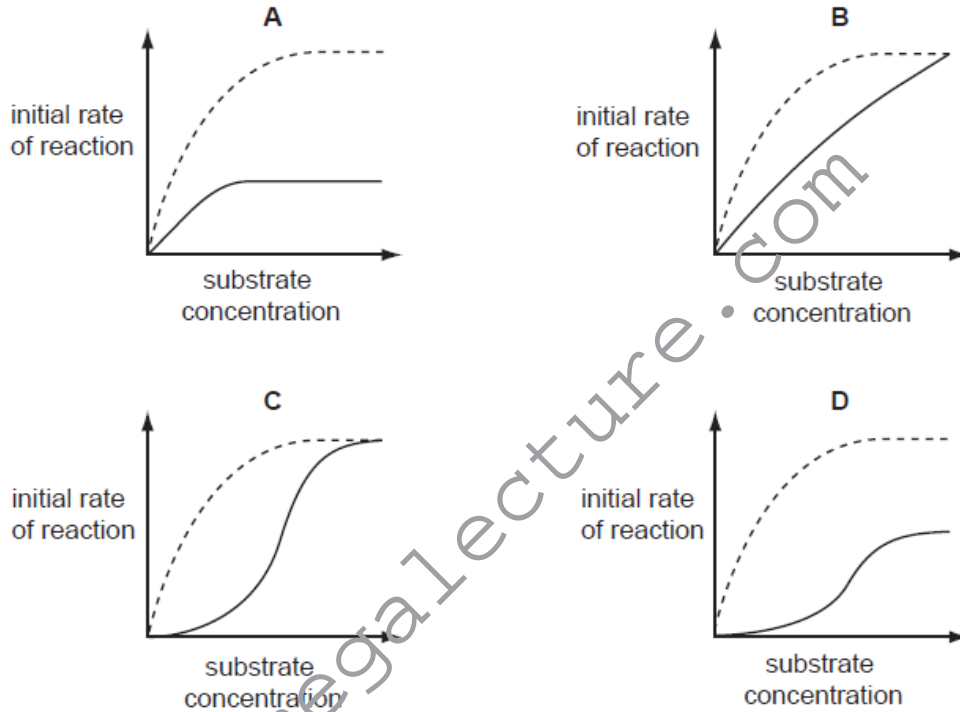 A
initial rate
of reaction
substrate
concentration
B
initial rate
of reaction
substrate
concentration
C
initial rate
of reaction
substrate
concentration
D
initial rate
of reaction
substrate
concentration
egalecture.com